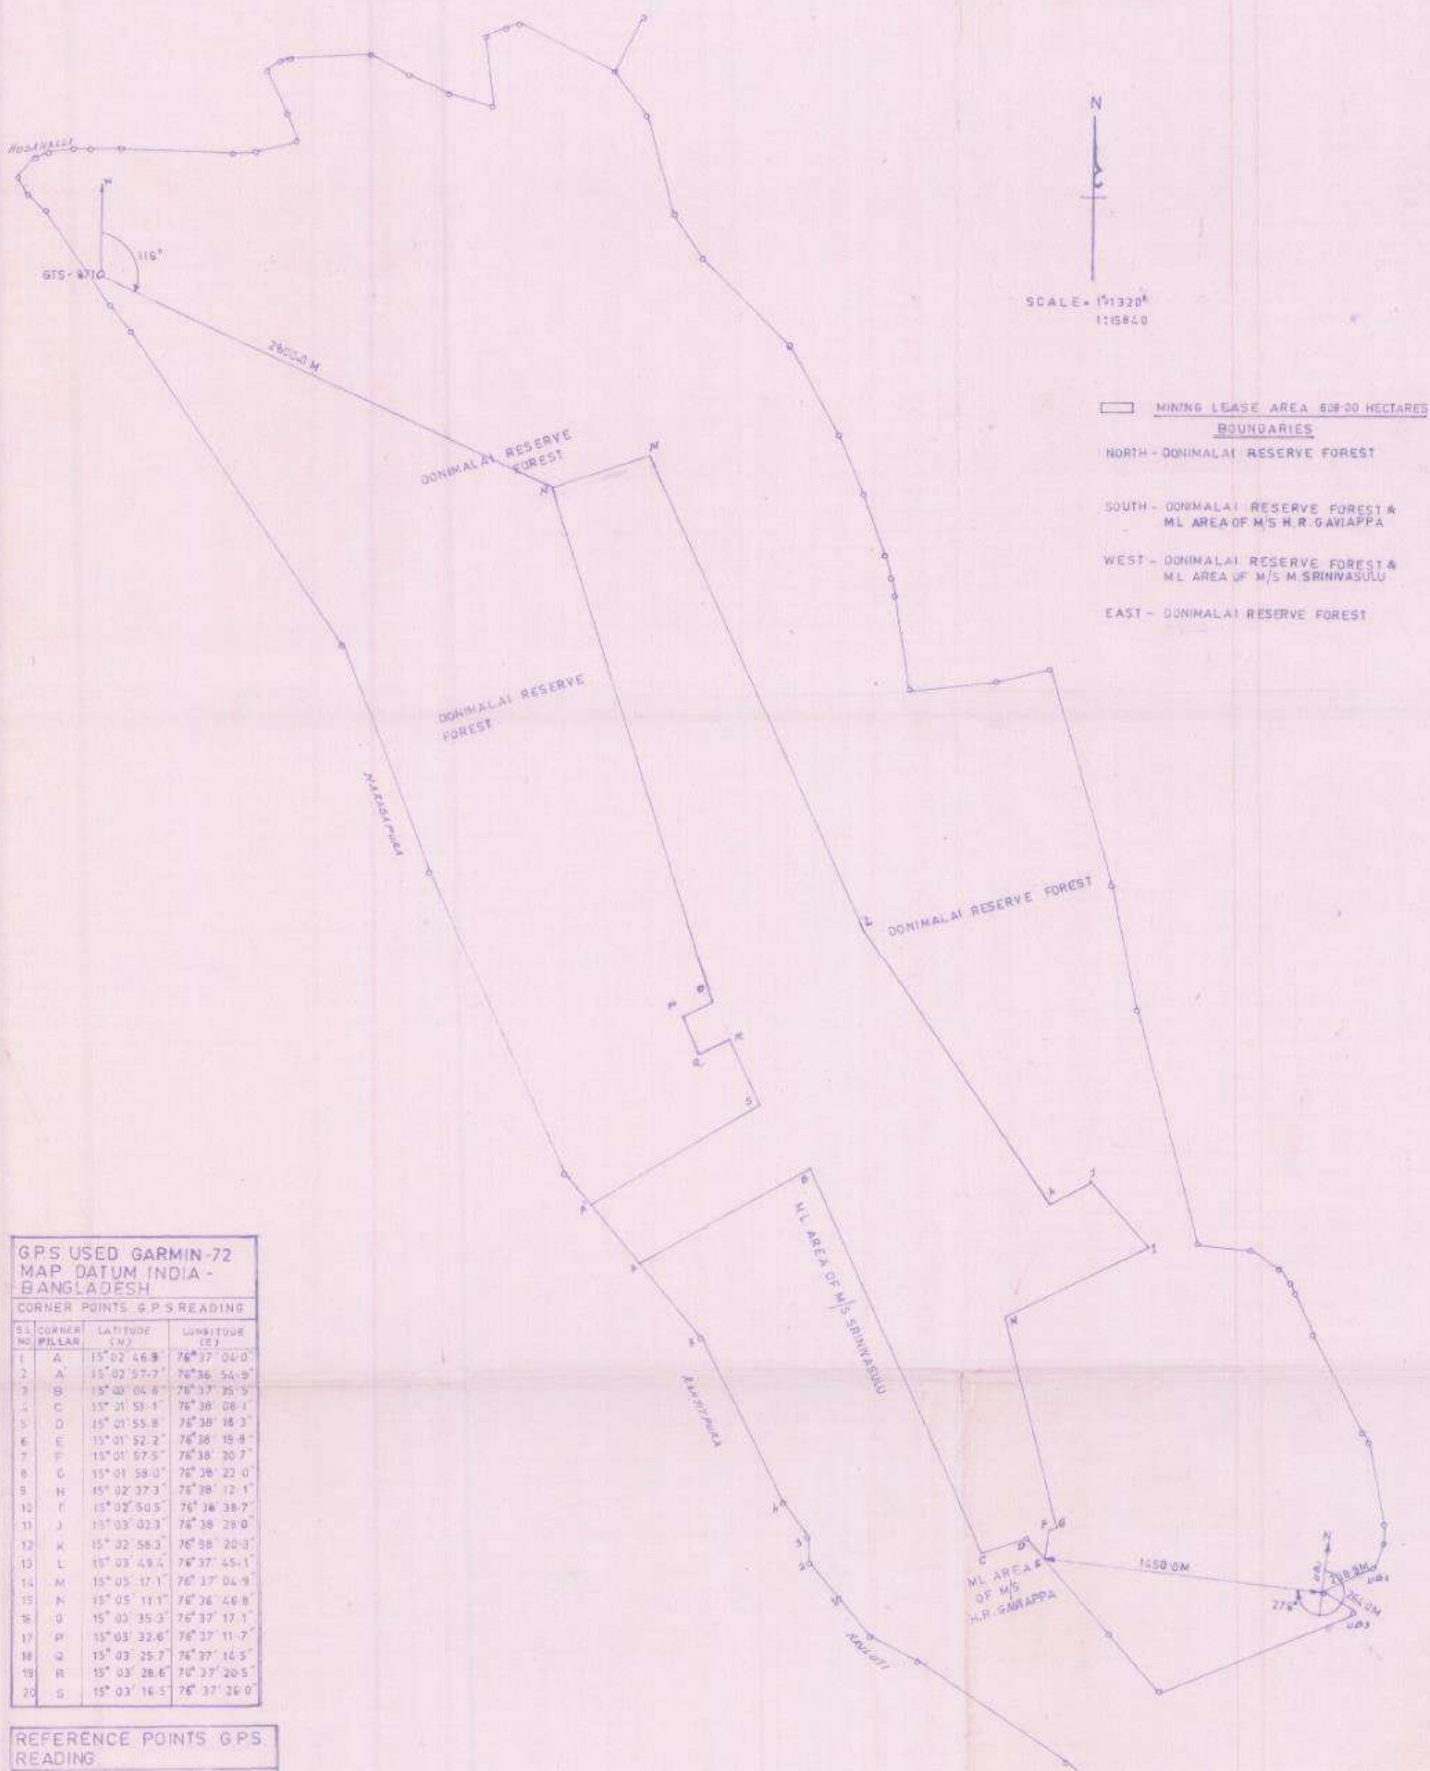 HOSAHALLI
N
116°
GTS-871
N
SCALE = 1"=1320'
1:15840
MINING LEASE AREA 608·00 HECTARES
BOUNDARIES
NORTH - DONIMALAI RESERVE FOREST
SOUTH - DONIMALAI RESERVE FOREST &
ML AREA OF M/S H.R. GAVIAPPA
WEST - DONIMALAI RESERVE FOREST &
ML AREA OF M/S M. SRINIVASULU
EAST - DONIMALAI RESERVE FOREST
DONIMALAI RESERVE
FOREST
DONIMALAI RESERVE
FOREST
DONIMALAI RESERVE FOREST
ML AREA OF M/S SRINIVASULU
RANJITPURA
ML AREA
OF M/S
H.R. GAVIAPPA
1450·0M
276°
264·0M
N
GPS USED GARMIN-72
MAP DATUM INDIA -
BANGLADESH
CORNER POINTS G.P.S READING
SL NO CORNER PILLAR LATITUDE (N) LONGITUDE (E)
1 A 15°02'46·8" 76°37'04·0"
2 A' 15°02'57·7" 76°36'54·9"
3 B 04·8" 76°37'35·5"
4 C 15°01'53·1" 76°38'08·1"
5 D 15°01'55·8" 76°38'18·3"
6 E 15°01'52·2" 76°38'19·8"
7 F 15°01'57·5" 76°38'20·7"
8 G 15°01'58·0" 76°38'22·0"
9 H 15°02'37·3" 76°38'12·1"
10 I 15°02'50·5" 76°38'38·7"
11 J 15°03'02·3" 76°38'28·0"
12 K 15°02'58·3" 76°38'20·3"
13 L 15°03'49·4" 76°37'45·1"
14 M 15°05'17·1" 76°37'04·9"
15 N 15°05'11·1" 76°36'46·8"
16 O 15°03'35·3" 76°37'17·1"
17 P 15°03'32·6" 76°37'11·7"
18 Q 15°03'25·7" 76°37'14·5"
19 R 15°03'28·6" 76°37'20·5"
20 S 15°03'16·5" 76°37'26·0"
REFERENCE POINTS G.P.S.
READING